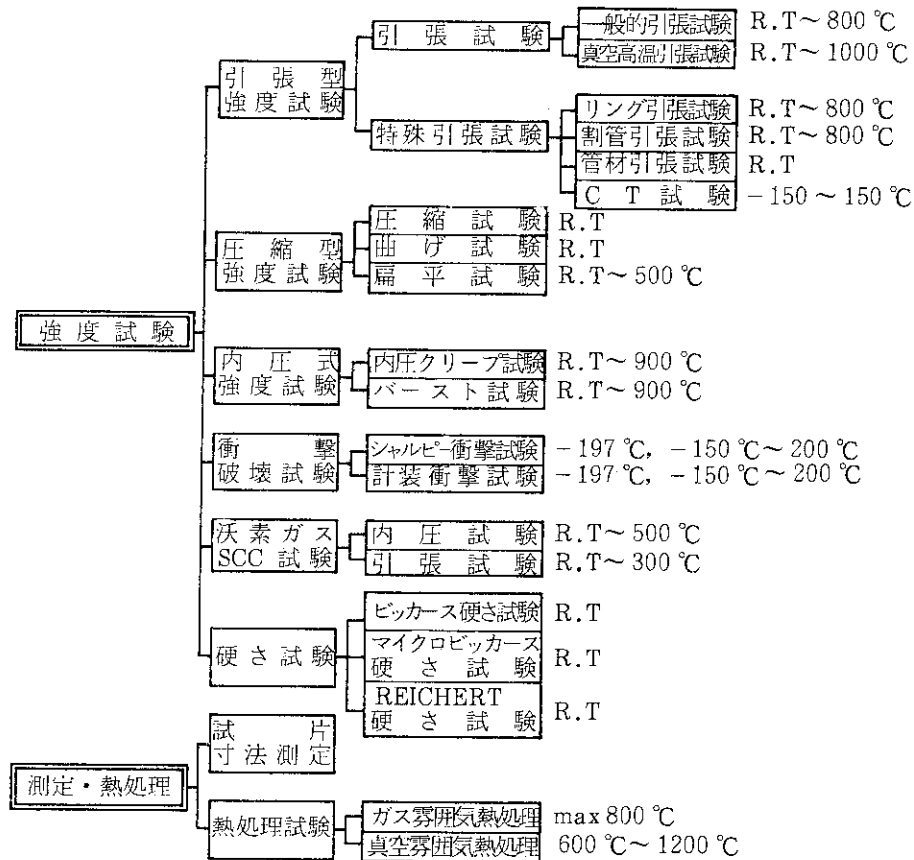 引張型
強度試験
引張試験
一般的引張試験 R.T～800℃
真空高温引張試験 R.T～1000℃
特殊引張試験
リング引張試験 R.T～800℃
割管引張試験 R.T～800℃
管材引張試験 R.T
CT試験 －150～150℃
強度試験
圧縮型
強度試験
圧縮試験 R.T
曲げ試験 R.T
扁平試験 R.T～500℃
内圧式
強度試験
内圧クリープ試験 R.T～900℃
バースト試験 R.T～900℃
衝撃
破壊試験
シャルピー衝撃試験 －197℃, －150℃～200℃
計装衝撃試験 －197℃, －150℃～200℃
沃素ガス
SCC試験
内圧試験 R.T～500℃
引張試験 R.T～300℃
硬さ試験
ビッカース硬さ試験 R.T
マイクロビッカース
硬さ試験 R.T
REICHERT
硬さ試験 R.T
測定・熱処理
試片
寸法測定
熱処理試験
ガス雰囲気熱処理 max 800℃
真空雰囲気熱処理 600℃～1200℃